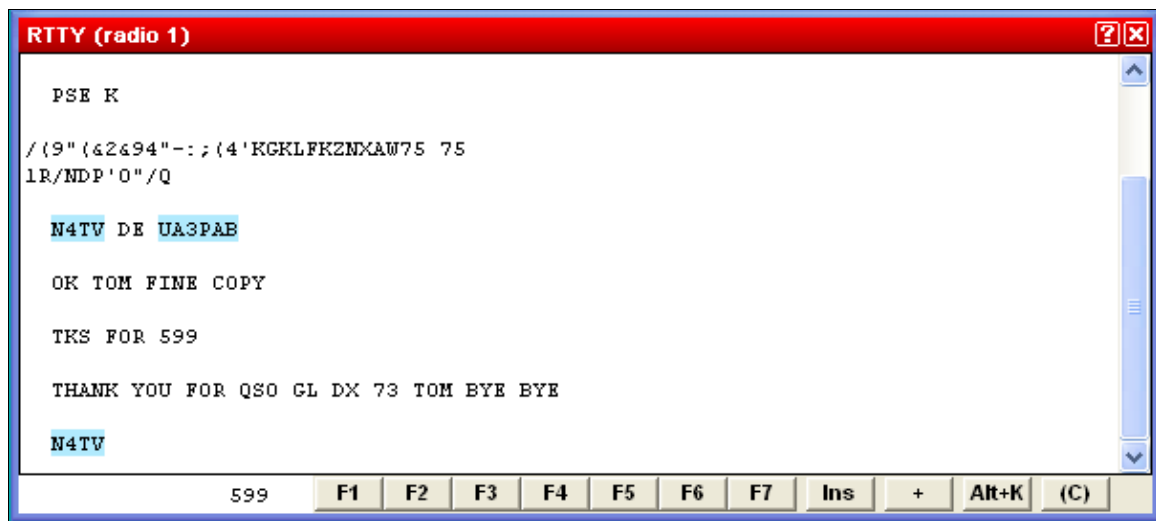 RTTY (radio 1)
PSE K
/(9"(&2&94"-:;(4'KGKLFKZNXAW75 75
lR/NDP'O"/Q
N4TV DE UA3PAB
OK TOM FINE COPY
TKS FOR 599
THANK YOU FOR QSO GL DX 73 TOM BYE BYE
N4TV
599 F1 F2 F3 F4 F5 F6 F7 Ins + Alt+K (C)